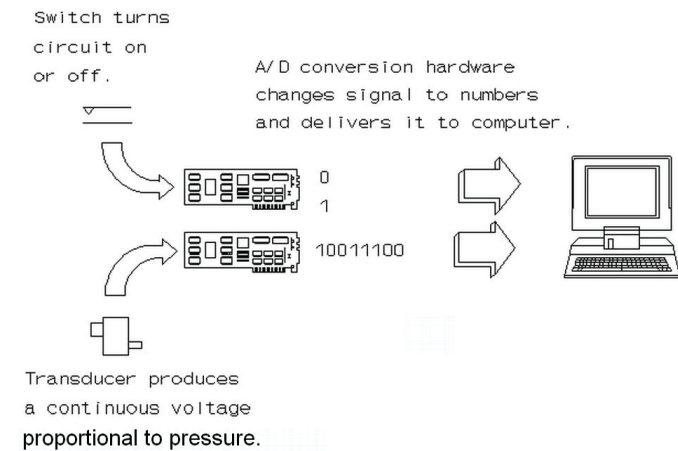 Switch turns
circuit on
or off.
A/D conversion hardware
changes signal to numbers
and delivers it to computer.
0
1
10011100
Transducer produces
a continuous voltage
proportional to pressure.